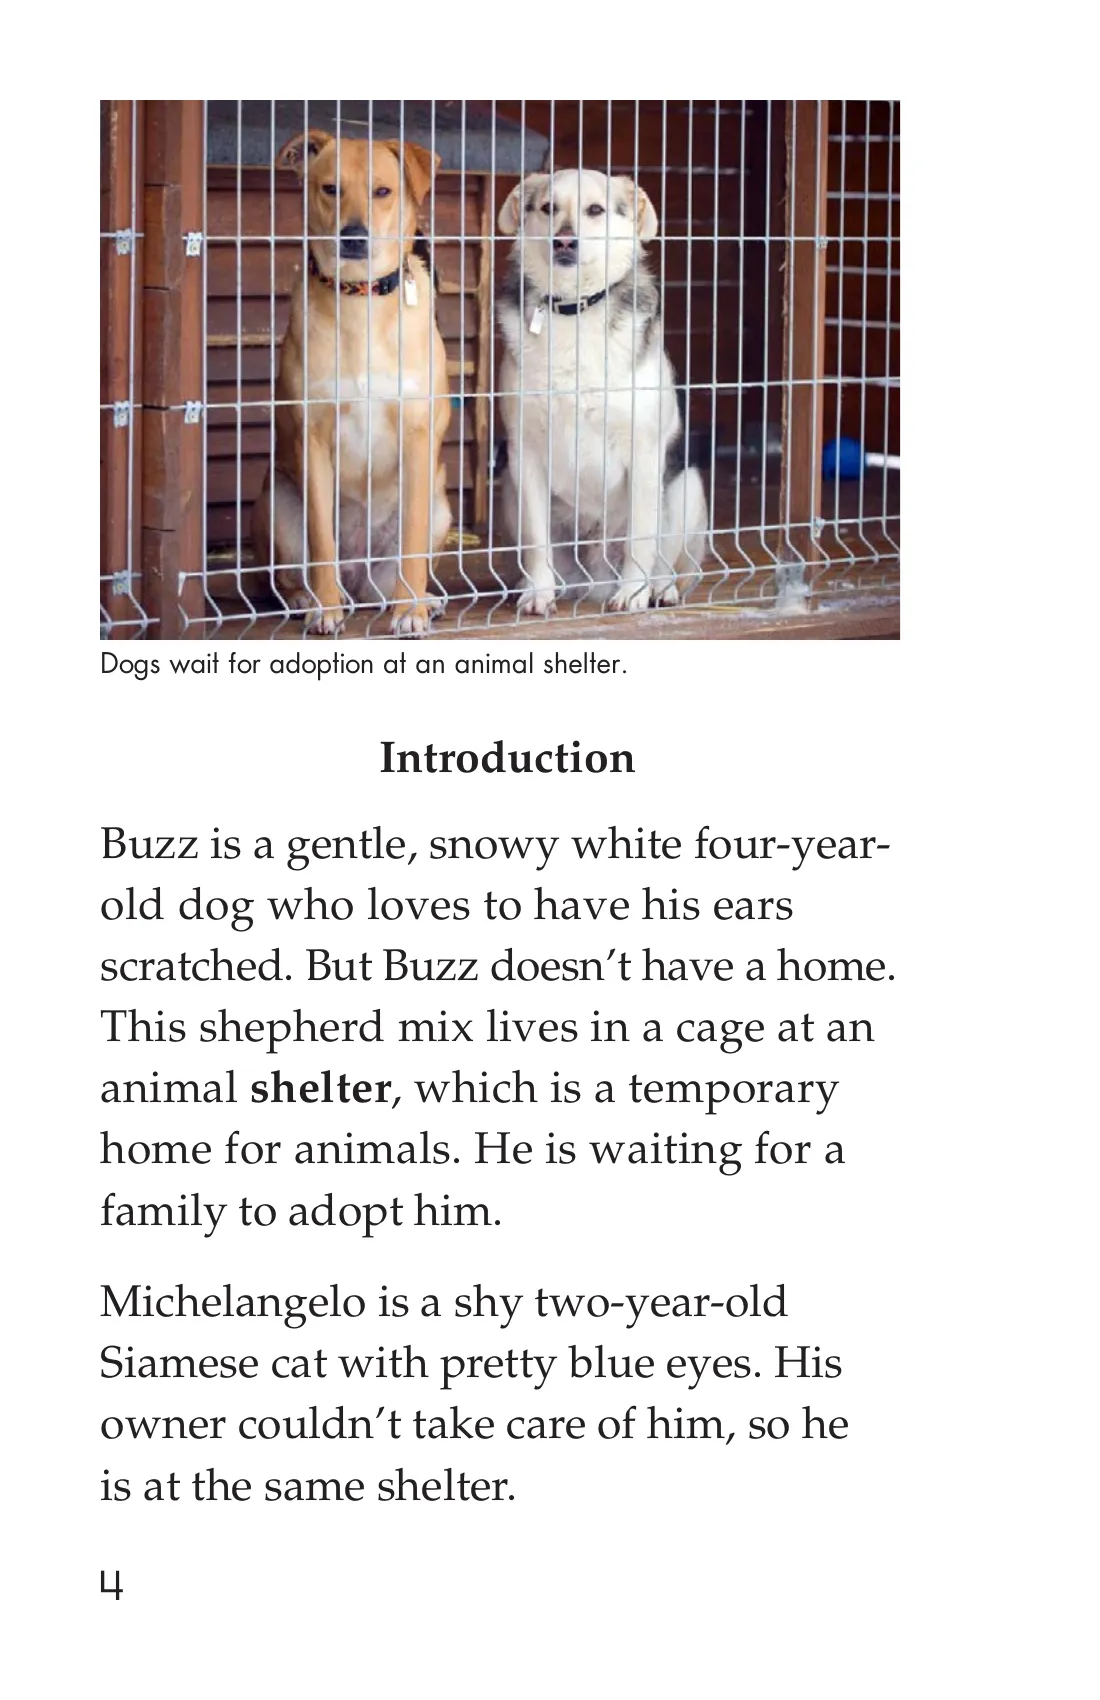 Dogs wait for adoption at an animal shelter.
Introduction
Buzz is a gentle, snowy white four-year-
old dog who loves to have his ears
scratched. But Buzz doesn’t have a home.
This shepherd mix lives in a cage at an
animal shelter, which is a temporary
home for animals. He is waiting for a
family to adopt him.
Michelangelo is a shy two-year-old
Siamese cat with pretty blue eyes. His
owner couldn’t take care of him, so he
is at the same shelter.
4